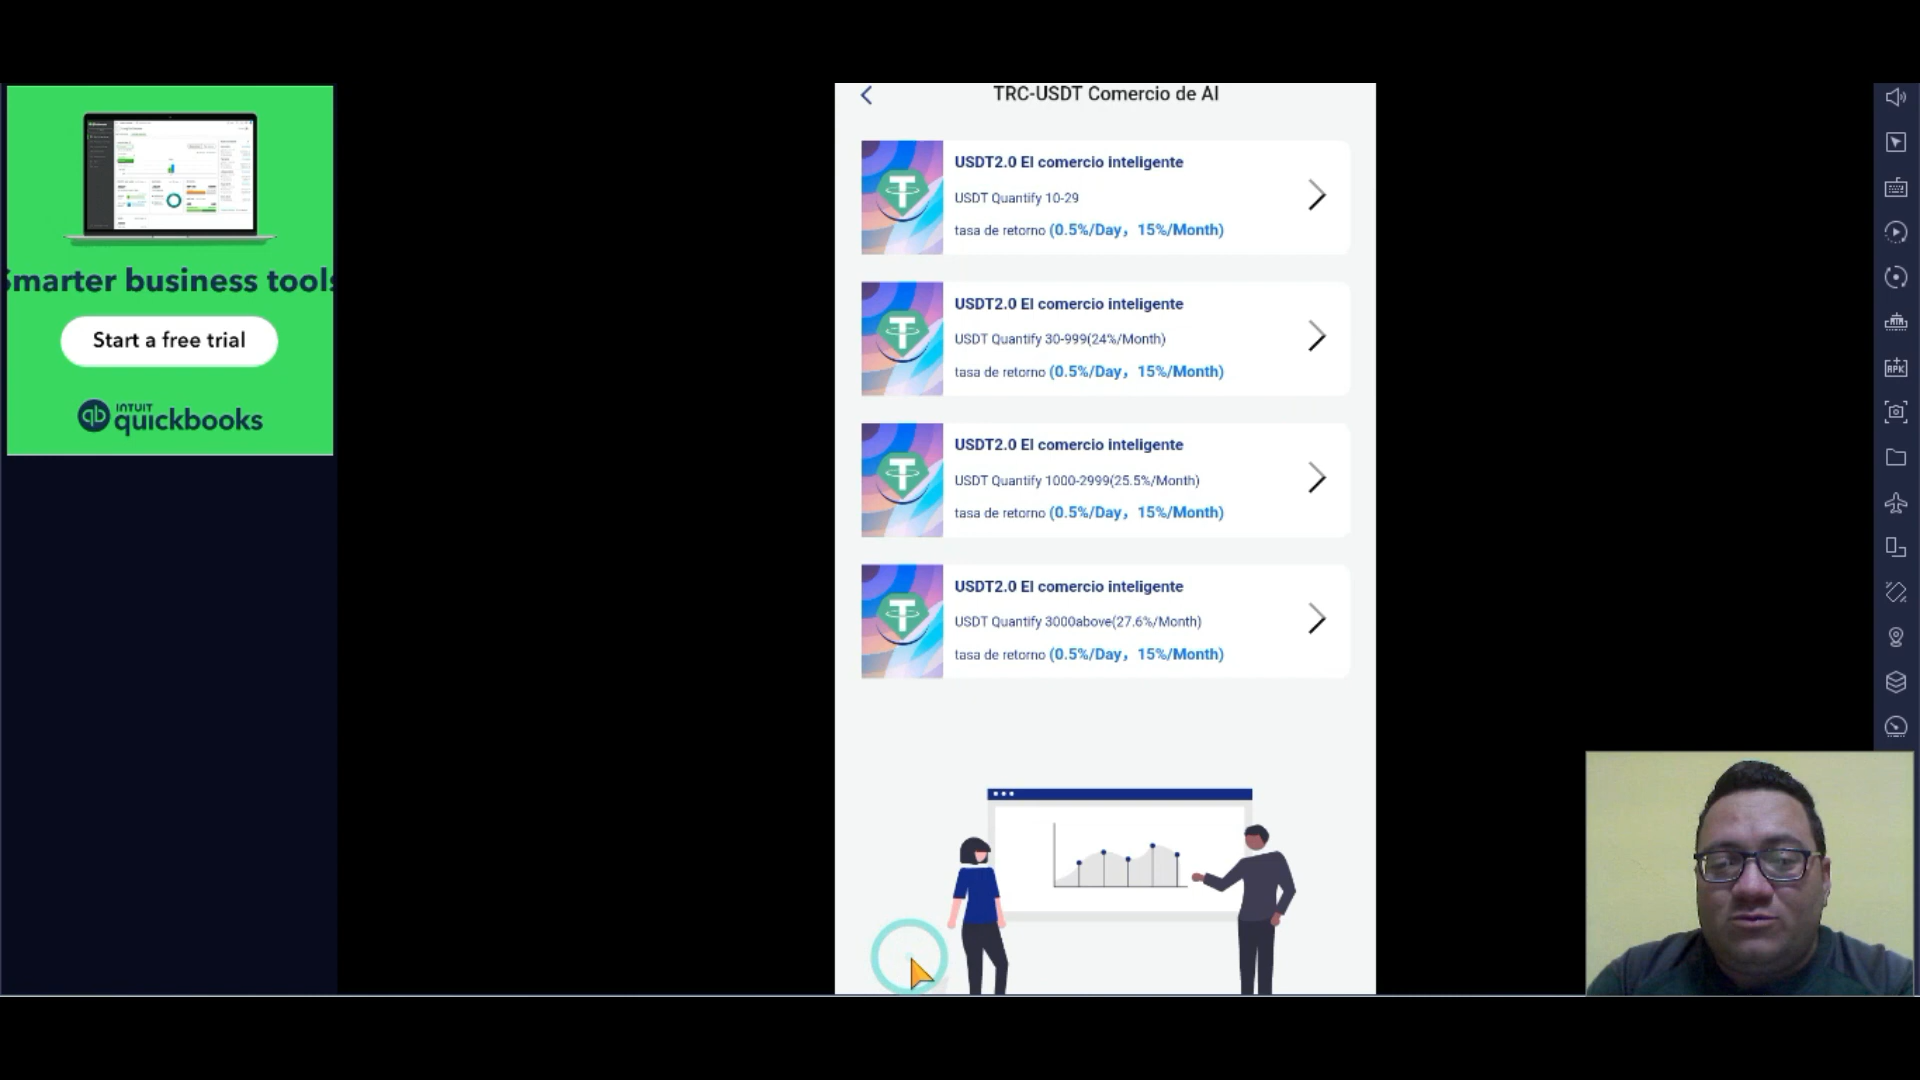 Smarter business tools
Start a free trial
INTUIT
quickbooks
TRC-USDT Comercio de AI
USDT2.0 El comercio inteligente
USDT Quantify 10-29
tasa de retorno (0.5%/Day，15%/Month)
USDT2.0 El comercio inteligente
USDT Quantify 30-999(24%/Month)
tasa de retorno (0.5%/Day，15%/Month)
USDT2.0 El comercio inteligente
USDT Quantify 1000-2999(25.5%/Month)
tasa de retorno (0.5%/Day，15%/Month)
USDT2.0 El comercio inteligente
USDT Quantify 3000above(27.6%/Month)
tasa de retorno (0.5%/Day，15%/Month)